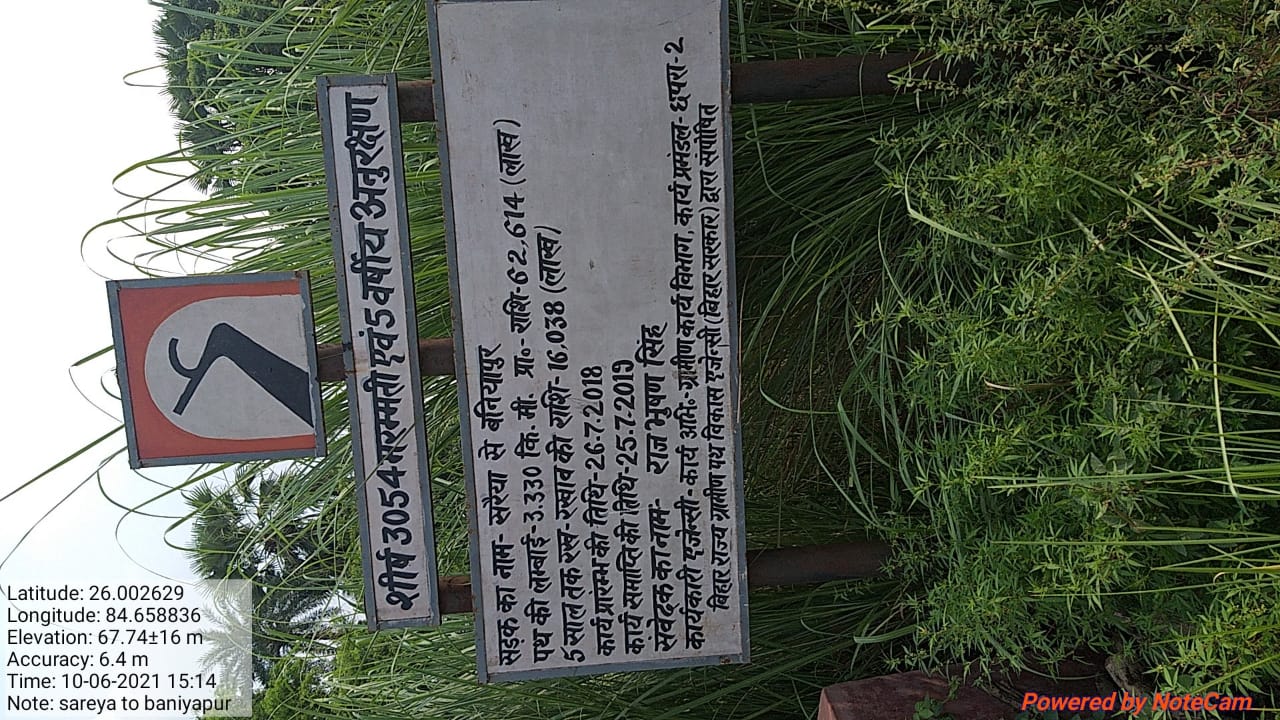 शीर्ष 3054 मरम्मती एवं 5 वर्षीय अनुरक्षण
सड़क का नाम- सरैया से बनियापुर
पथ की लम्बाई-3.330 कि. मी. प्रा०- राशि-62,614 (लाख)
5 साल तक रख-रखाव की राशि- 16,038 (लाख)
कार्य प्रारम्भ की तिथि-26.7.2018
कार्य समाप्ति की तिथि-25.7.2019
संवेदक का नाम- राज भुषण सिंह
कार्यकारी एजेन्सी- कार्य अभि०-ग्रामीण कार्य विभाग, कार्य प्रमंडल- छपरा-2
बिहार राज्य ग्रामीण पथ विकास एजेन्सी (बिहार सरकार) द्वारा संपोषित
Latitude: 26.002629
Longitude: 84.658836
Elevation: 67.74±16 m
Accuracy: 6.4 m
Time: 10-06-2021 15:14
Note: sareya to baniyapur
Powered by NoteCam